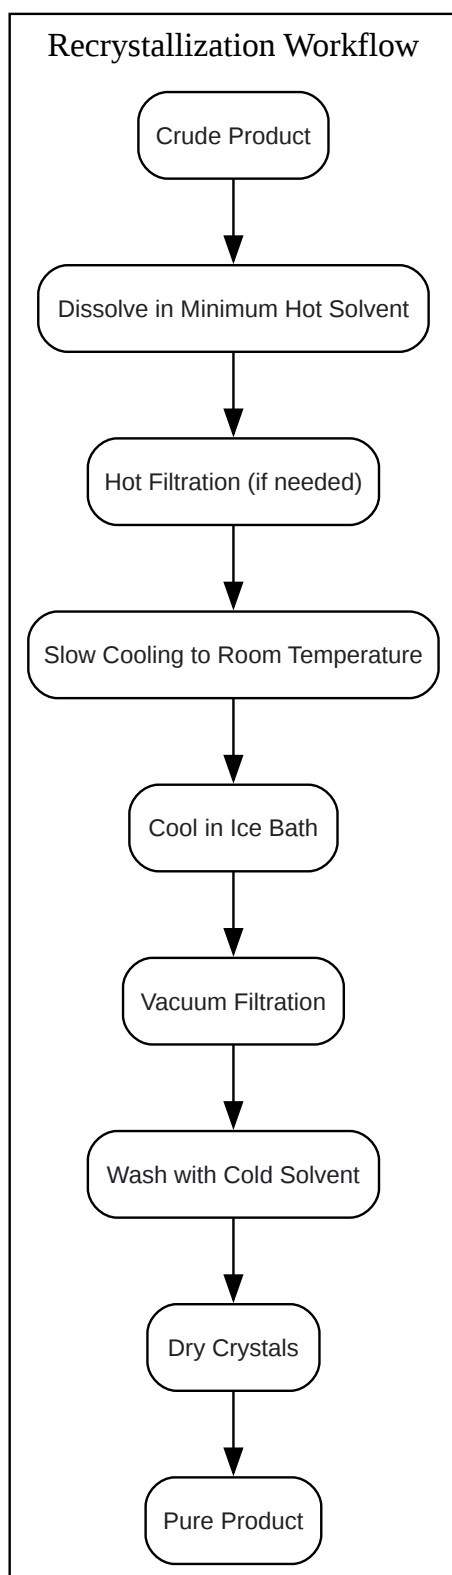 Recrystallization Workflow
Crude Product
Dissolve in Minimum Hot Solvent
Hot Filtration (if needed)
Slow Cooling to Room Temperature
Cool in Ice Bath
Vacuum Filtration
Wash with Cold Solvent
Dry Crystals
Pure Product